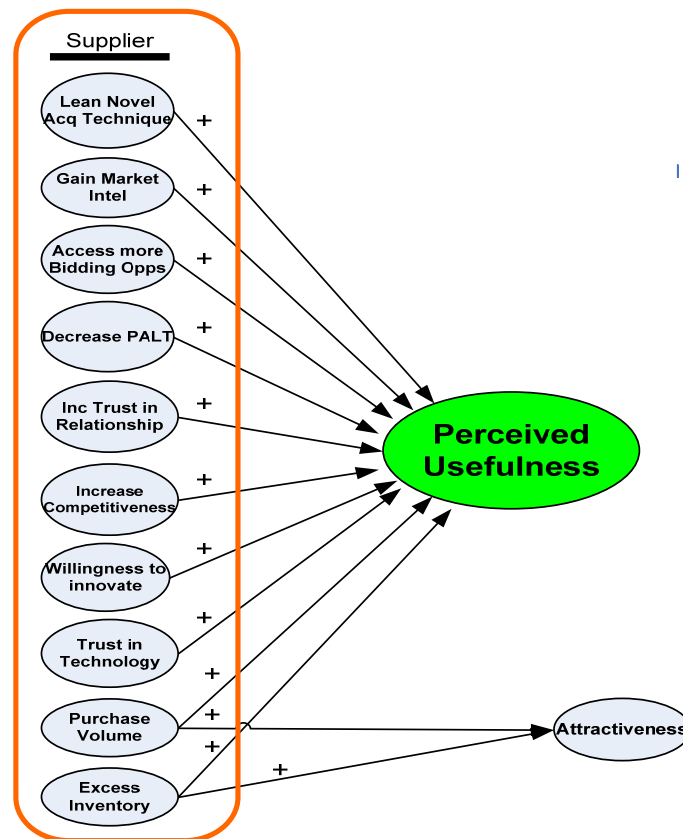 Supplier
Lean Novel
Acq Technique
+
Gain Market
Intel
+
Access more
Bidding Opps
+
Decrease PALT
+
Inc Trust in
Relationship
+
Perceived
Usefulness
Increase
Competitiveness
+
Willingness to
innovate
+
Trust in
Technology
+
+
Purchase
Volume
+
+
Attractiveness
Excess
Inventory
+